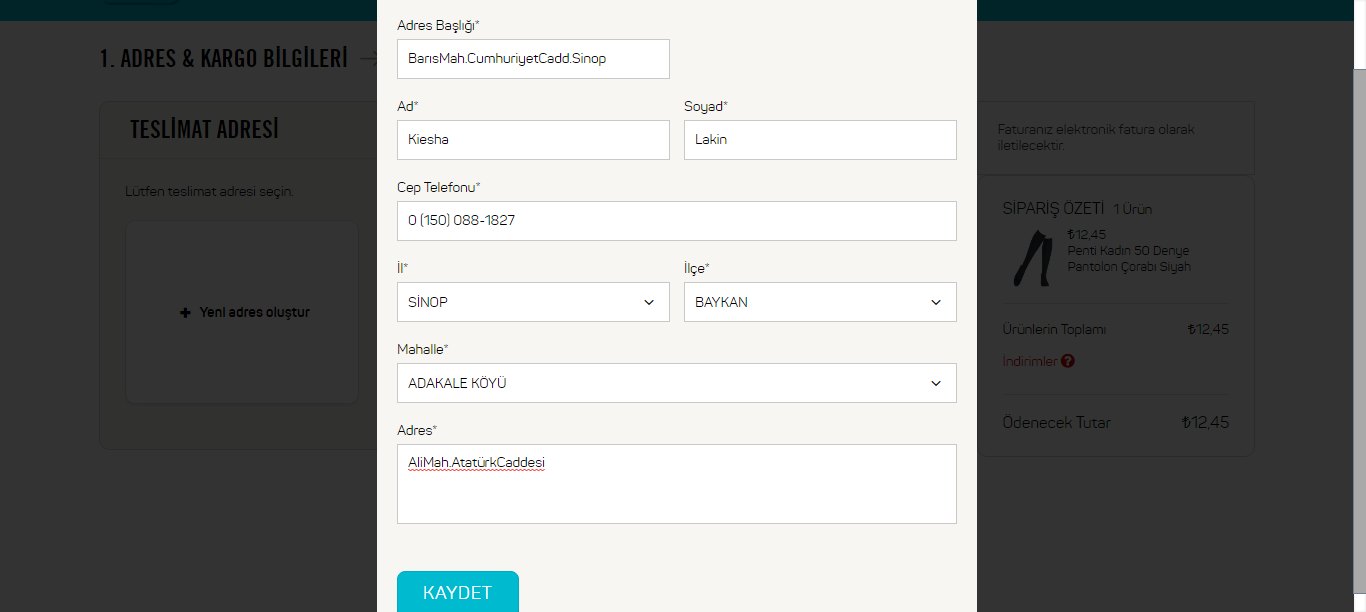 1. ADRES & KARGO BİLGİLERİ
TESLİMAT ADRESİ
Lütfen teslimat adresi seçin.
Yeni adres oluştur
Adres Başlığı*
BarısMah.CumhuriyetCadd.Sinop
Ad* Soyad*
Kiesha Lakin
Cep Telefonu*
0 (150) 088-1827
İl* İlçe*
SİNOP BAYKAN
Mahalle*
ADAKALE KÖYÜ
Adres*
AliMah.AtatürkCaddesi
KAYDET
Faturanız elektronik fatura olarak
iletilecektir.
SİPARİŞ ÖZETİ 1 Ürün
₺12,45
Penti Kadın 50 Denye
Pantolon Çorabı Siyah
Ürünlerin Toplamı ₺12,45
İndirimler ?
Ödenecek Tutar ₺12,45